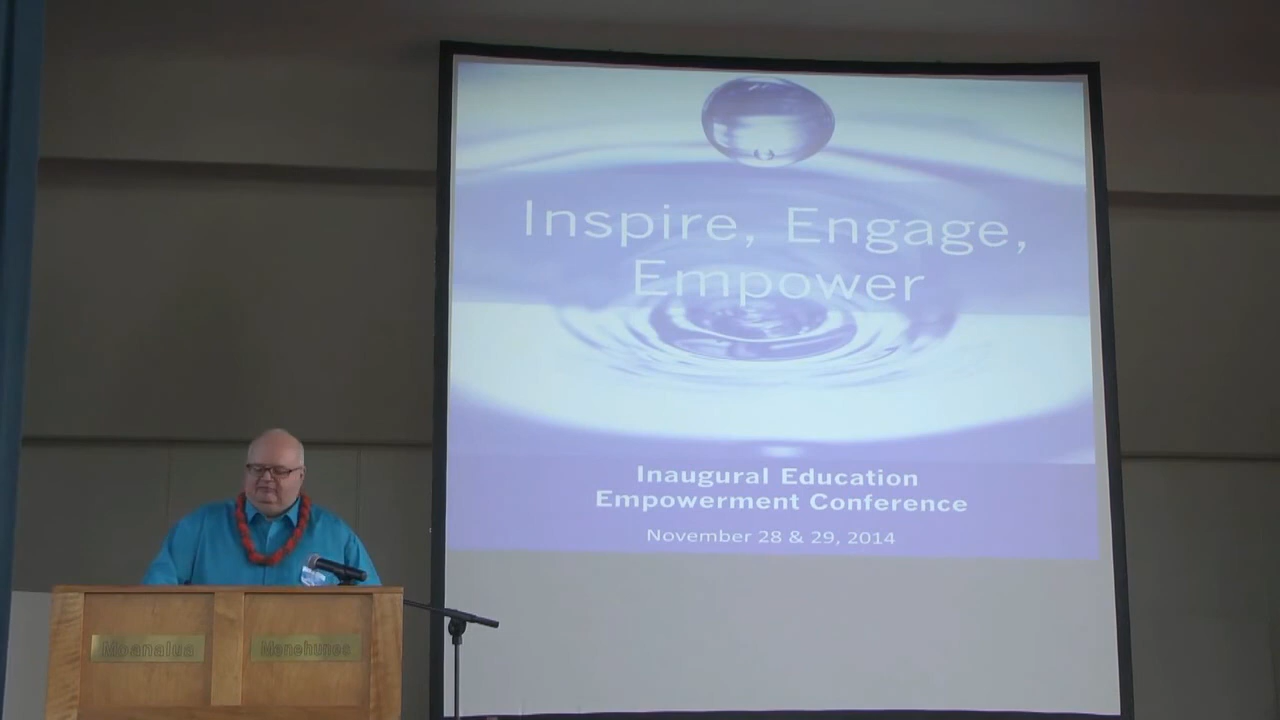 Inspire, Engage,
Empower
Inaugural Education
Empowerment Conference
November 28 & 29, 2014
Moanalua
Menehunes